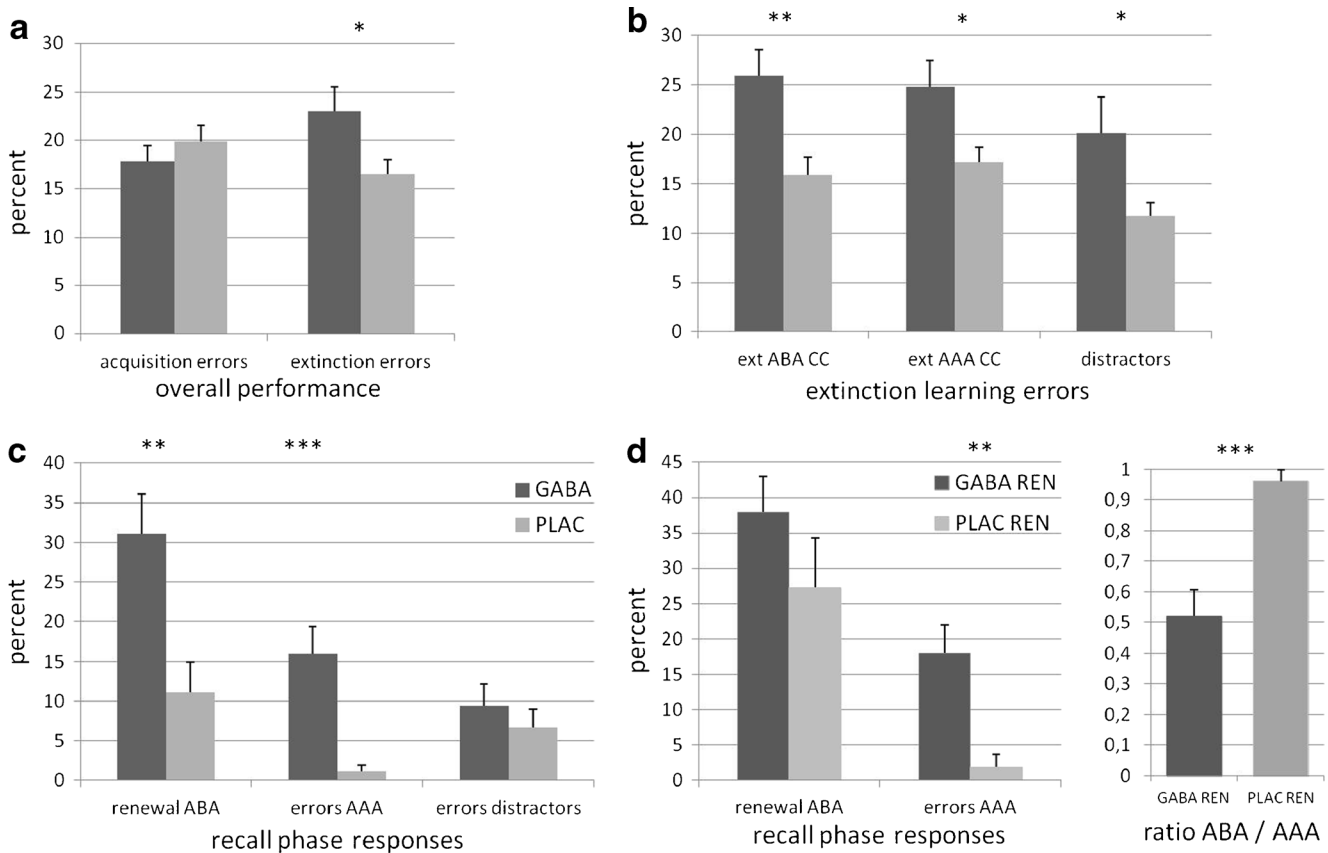 a
*
30
25
20
15
10
5
0
percent
acquisition errors
extinction errors
overall performance
b
**
*
*
30
25
20
15
10
5
0
percent
ext ABA CC
ext AAA CC
distractors
extinction learning errors
c
**
***
40
35
30
25
20
15
10
5
0
percent
GABA
PLAC
renewal ABA
errors AAA
errors distractors
recall phase responses
d
**
45
40
35
30
25
20
15
10
5
0
percent
GABA REN
PLAC REN
renewal ABA
errors AAA
recall phase responses
***
1
0,9
0,8
0,7
0,6
0,5
0,4
0,3
0,2
0,1
0
GABA REN
PLAC REN
ratio ABA / AAA